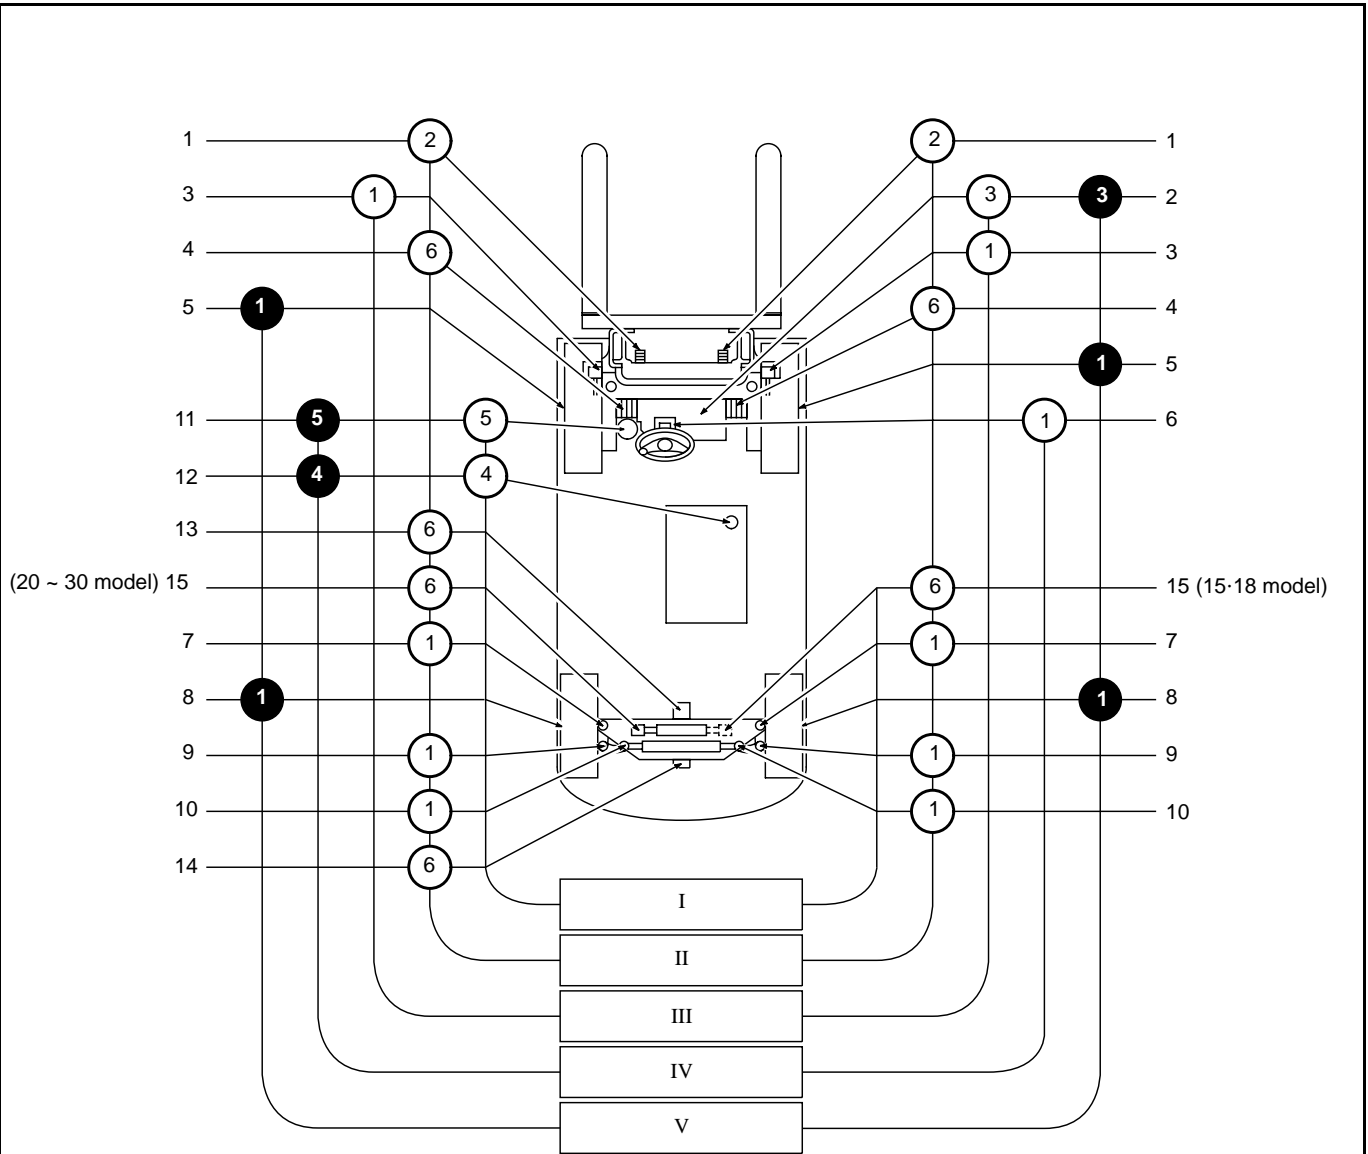 1 2 2 1
3 1 3 3 2
4 6 1 3
5 1 6 4
1 5
11 5 5 1 6
12 4 4
13 6
(20 ~ 30 model) 15 6 6 15 (15·18 model)
7 1 1 7
8 1 1 8
9 1 1 9
10 1 1 10
14 6
I
II
III
IV
V